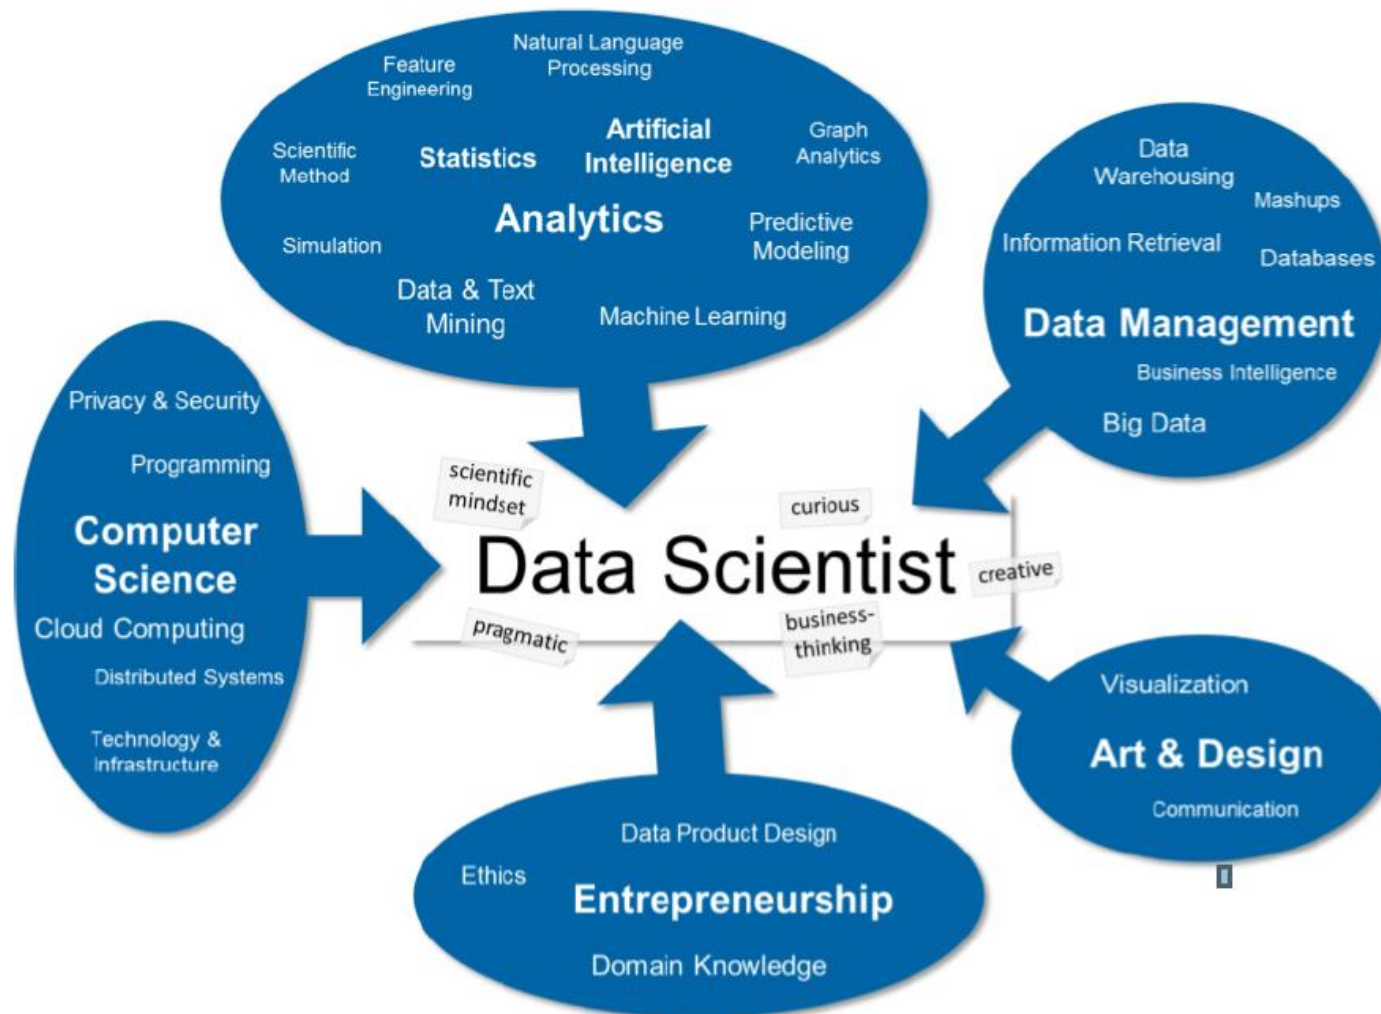 Natural Language
Processing
Feature
Engineering
Artificial
Intelligence
Graph
Analytics
Scientific
Method
Statistics
Analytics
Predictive
Modeling
Simulation
Data & Text
Mining
Machine Learning
Data
Warehousing
Mashups
Information Retrieval
Databases
Data Management
Business Intelligence
Big Data
Privacy & Security
Programming
Computer
Science
Cloud Computing
Distributed Systems
Technology &
Infrastructure
scientific
mindset
curious
Data Scientist
creative
pragmatic
business-
thinking
Visualization
Art & Design
Communication
Data Product Design
Ethics
Entrepreneurship
Domain Knowledge